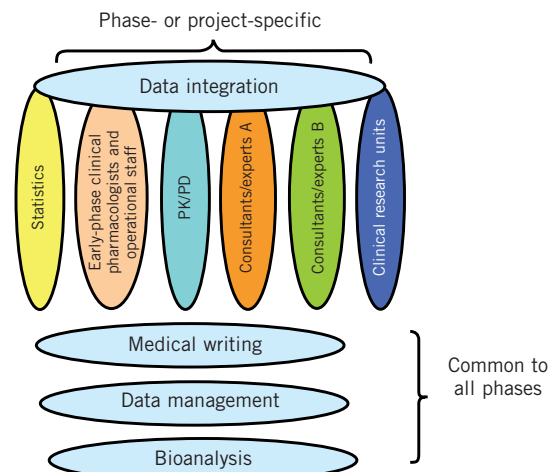 Phase- or project-specific
Data integration
Statistics
Early-phase clinical
pharmacologists and
operational staff
PK/PD
Consultants/experts A
Consultants/experts B
Clinical research units
Medical writing
Data management
Bioanalysis
Common to
all phases